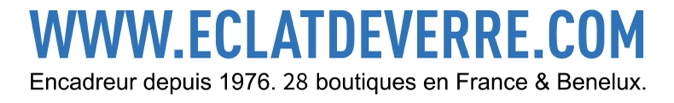 WWW.ECLATDEVERRE.COM
Encadreur depuis 1976. 28 boutiques en France & Benelux.